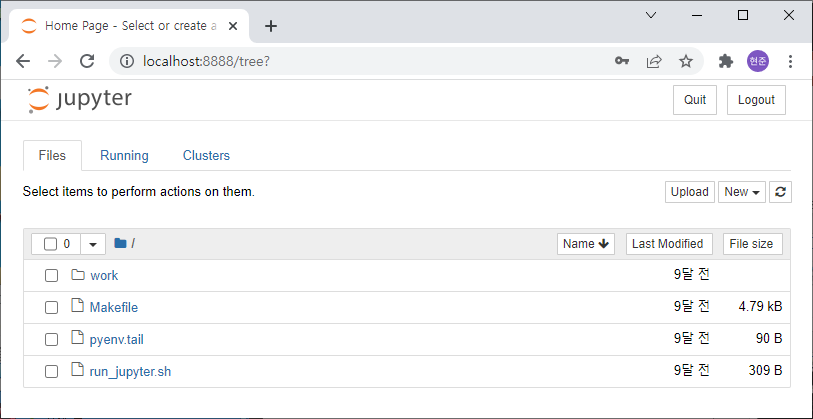 Home Page - Select or create a
localhost:8888/tree?
현준
jupyter
Quit
Logout
Files
Running
Clusters
Select items to perform actions on them.
Upload
New
0
/
Name
Last Modified
File size
work
9달 전
Makefile
9달 전
4.79 kB
pyenv.tail
9달 전
90 B
run_jupyter.sh
9달 전
309 B